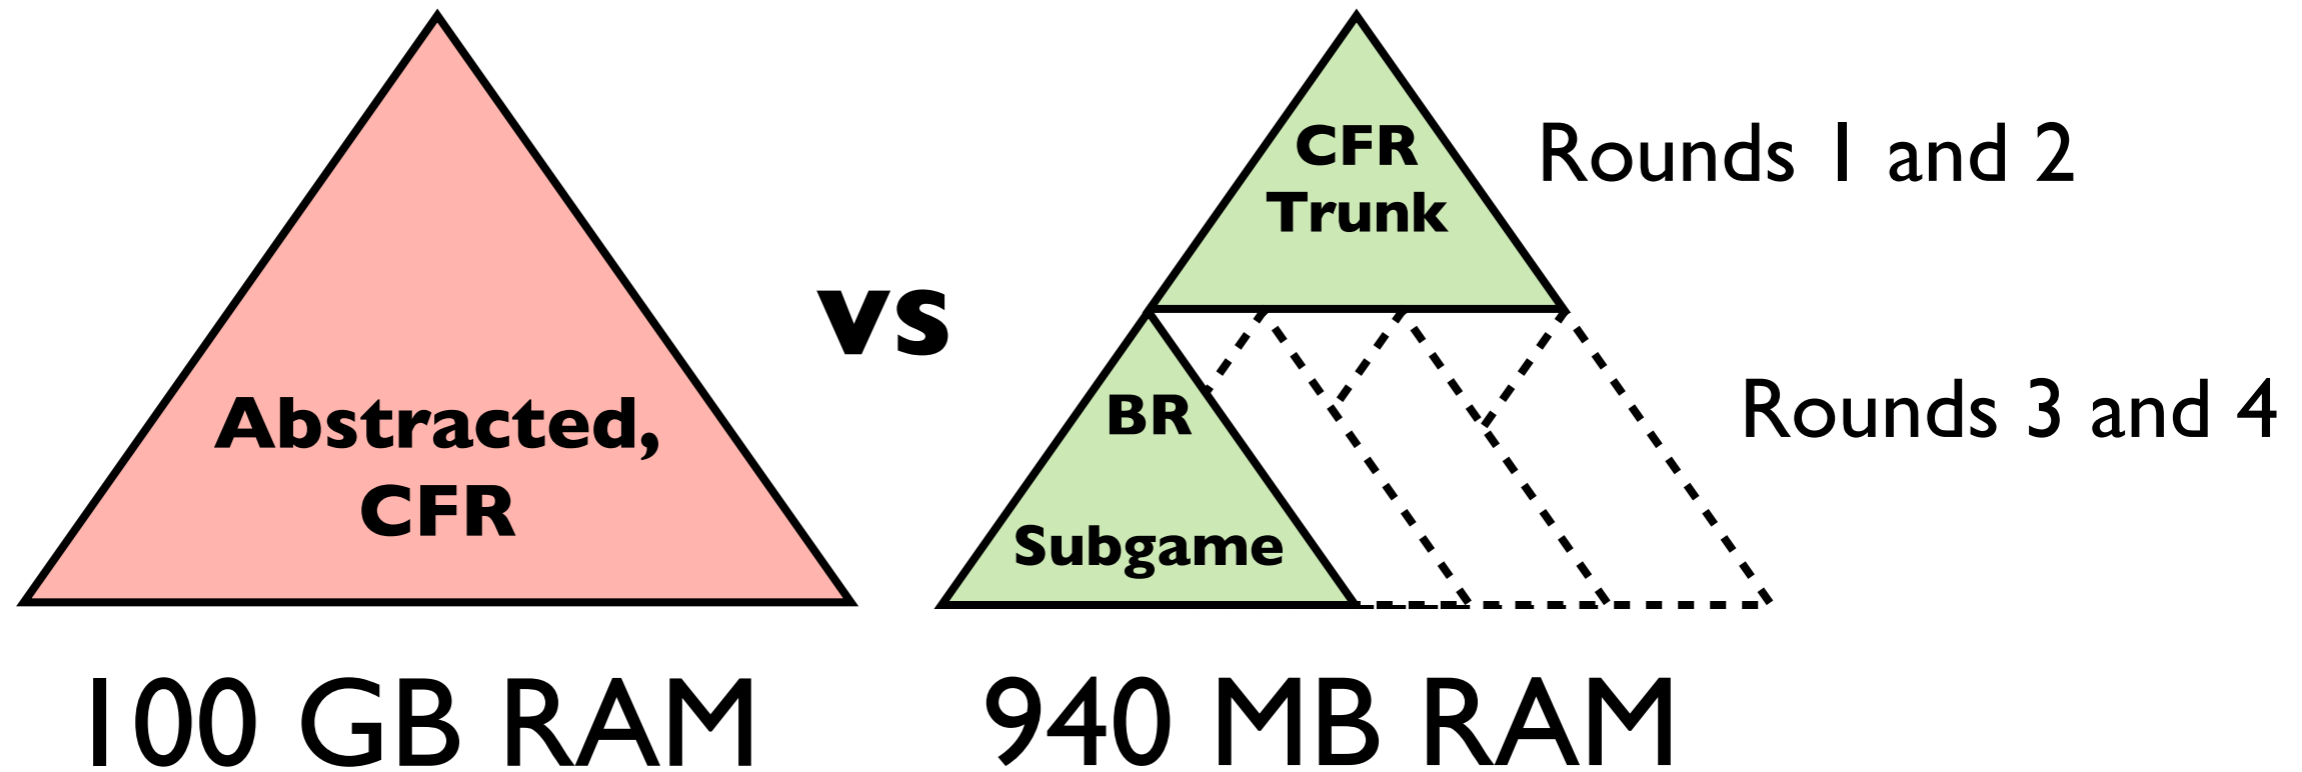 Abstracted,
CFR
100 GB RAM
vs
CFR
Trunk
Rounds 1 and 2
BR
Subgame
Rounds 3 and 4
940 MB RAM